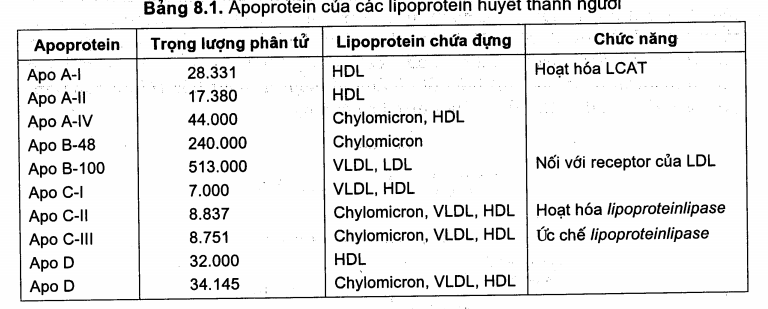 Bảng 8.1. Apoprotein của các lipoprotein huyết thanh người
Apoprotein Trọng lượng phân tử Lipoprotein chứa đựng Chức năng
Apo A-I 28.331 HDL Hoạt hóa LCAT
Apo A-II 17.380 HDL
Apo A-IV 44.000 Chylomicron, HDL
Apo B-48 240.000 Chylomicron
Apo B-100 513.000 VLDL, LDL Nối với receptor của LDL
Apo C-I 7.000 VLDL, HDL
Apo C-II 8.837 Chylomicron, VLDL, HDL Hoạt hóa lipoproteinlipase
Apo C-III 8.751 Chylomicron, VLDL, HDL Ức chế lipoproteinlipase
Apo D 32.000 HDL
Apo D 34.145 Chylomicron, VLDL, HDL